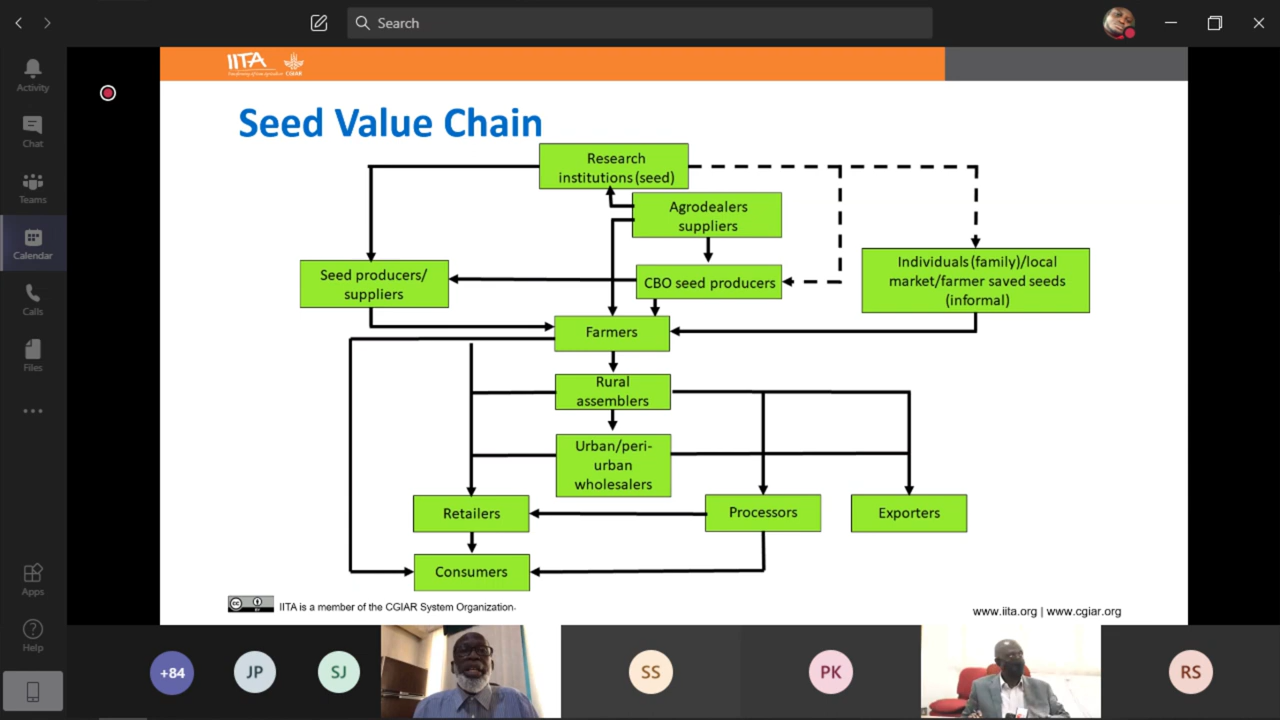 Search
Activity
Chat
Teams
Calendar
Calls
Files
Apps
Help
IITA
CGIAR
Seed Value Chain
Research
institutions (seed)
Agrodealers
suppliers
Seed producers/
suppliers
CBO seed producers
Individuals (family)/local
market/farmer saved seeds
(informal)
Farmers
Rural
assemblers
Urban/peri-
urban
wholesalers
Retailers
Processors
Exporters
Consumers
cc
IITA is a member of the CGIAR System Organization.
www.iita.org | www.cgiar.org
+84
JP
SJ
SS
PK
RS